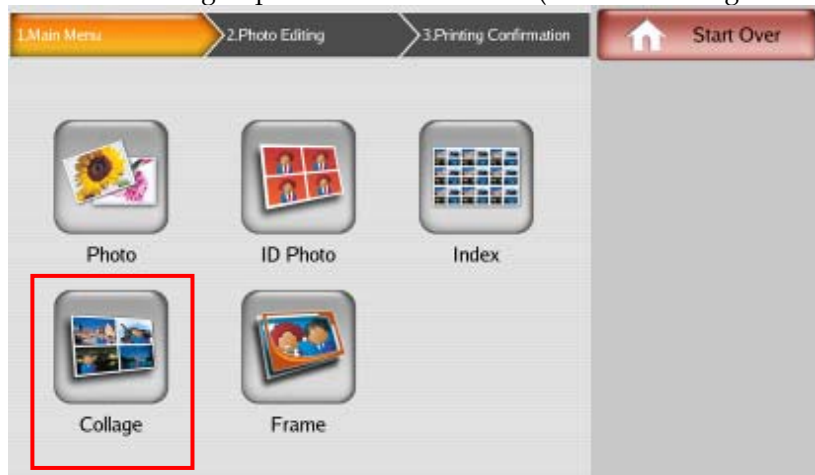 1.Main Menu
2.Photo Editing
3.Printing Confirmation
Start Over
Photo
ID Photo
Index
Collage
Frame